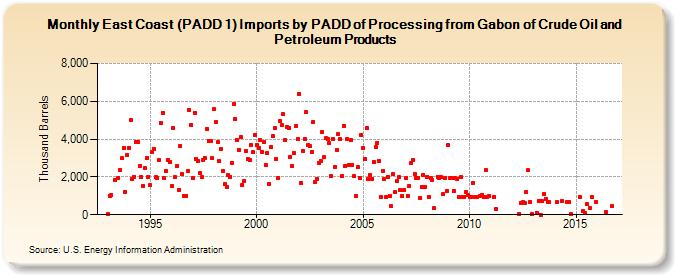 Monthly East Coast (PADD 1) Imports by PADD of Processing from Gabon of Crude Oil and
Petroleum Products
Thousand Barrels
8,000
6,000
4,000
2,000
0
1995
2000
2005
2010
2015
Source: U.S. Energy Information Administration